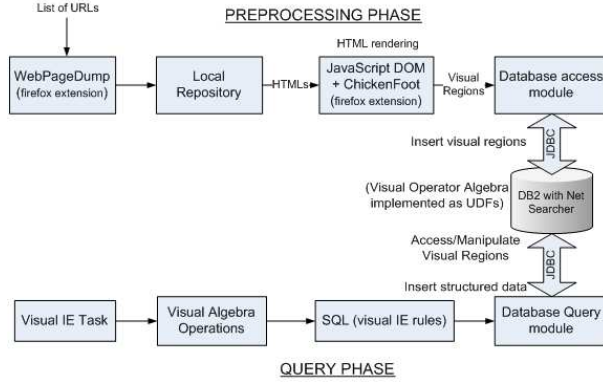 PREPROCESSING PHASE
List of URLs
HTML rendering
WebPageDump
(firefox extension)
Local
Repository
HTMLs
JavaScript DOM
+ ChickenFoot
(firefox extension)
Visual
Regions
Database access
module
Insert visual regions
JDBC
(Visual Operator Algebra
implemented as UDFs)
DB2 with Net
Searcher
Access/Manipulate
Visual Regions
JDBC
Insert structured data
Visual IE Task
Visual Algebra
Operations
SQL (visual IE rules)
Database Query
module
QUERY PHASE